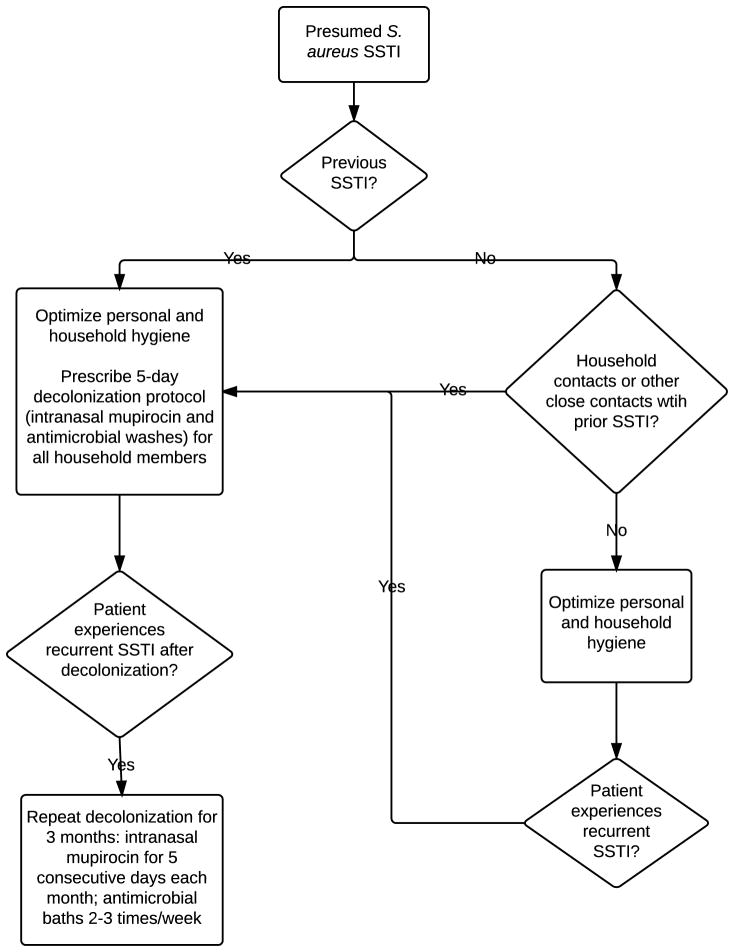 Presumed S.
aureus SSTI
Previous
SSTI?
Yes
No
Optimize personal and
household hygiene
Prescribe 5-day
decolonization protocol
(intranasal mupirocin and
antimicrobial washes) for
all household members
Household
contacts or other
close contacts wtih
prior SSTI?
Yes
No
Yes
Optimize personal
and household
hygiene
Patient
experiences
recurrent SSTI after
decolonization?
Yes
Patient
experiences
recurrent
SSTI?
Repeat decolonization for
3 months: intranasal
mupirocin for 5
consecutive days each
month; antimicrobial
baths 2-3 times/week